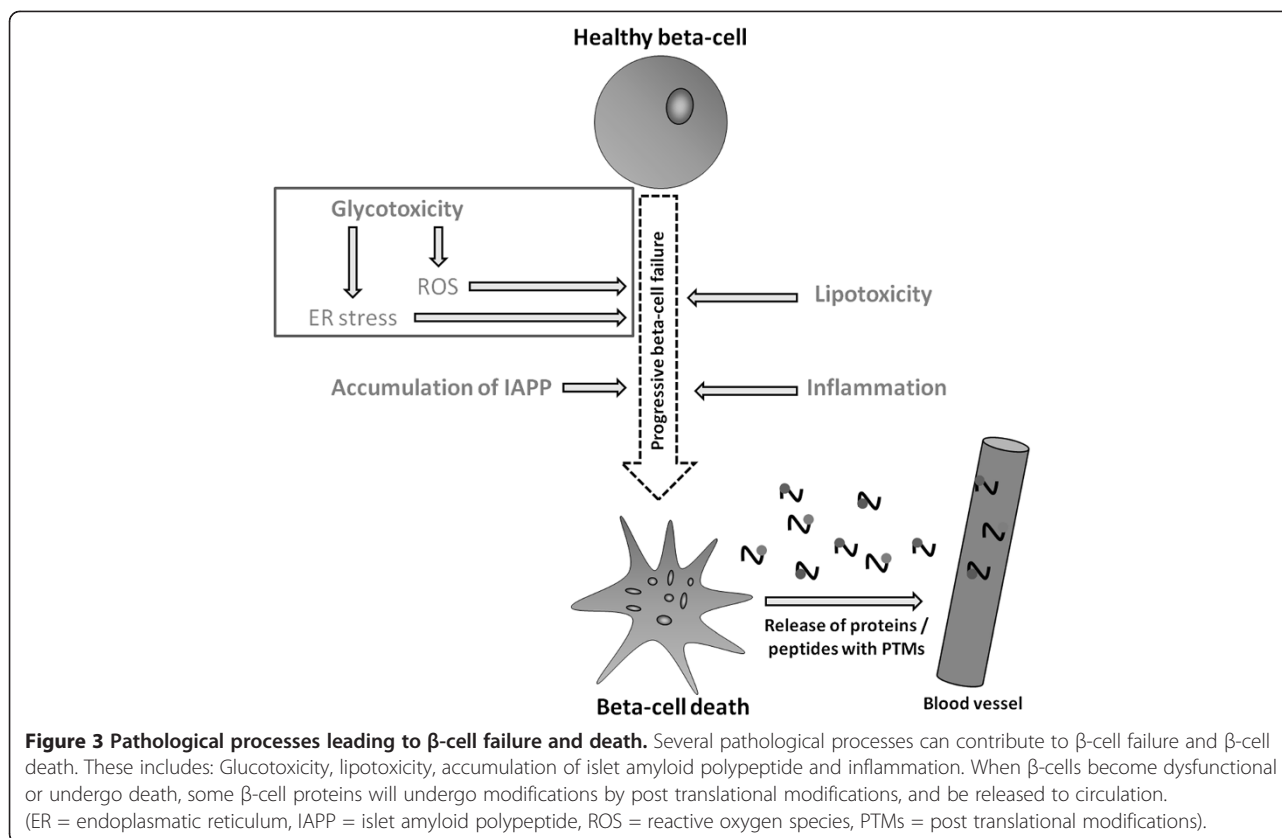 Healthy beta-cell
Glycotoxicity
ROS
ER stress
Progressive beta-cell failure
Lipotoxicity
Accumulation of IAPP
Inflammation
Release of proteins /
peptides with PTMs
Beta-cell death
Blood vessel
Figure 3 Pathological processes leading to β-cell failure and death. Several pathological processes can contribute to β-cell failure and β-cell
death. These includes: Glucotoxicity, lipotoxicity, accumulation of islet amyloid polypeptide and inflammation. When β-cells become dysfunctional
or undergo death, some β-cell proteins will undergo modifications by post translational modifications, and be released to circulation.
(ER = endoplasmatic reticulum, IAPP = islet amyloid polypeptide, ROS = reactive oxygen species, PTMs = post translational modifications).